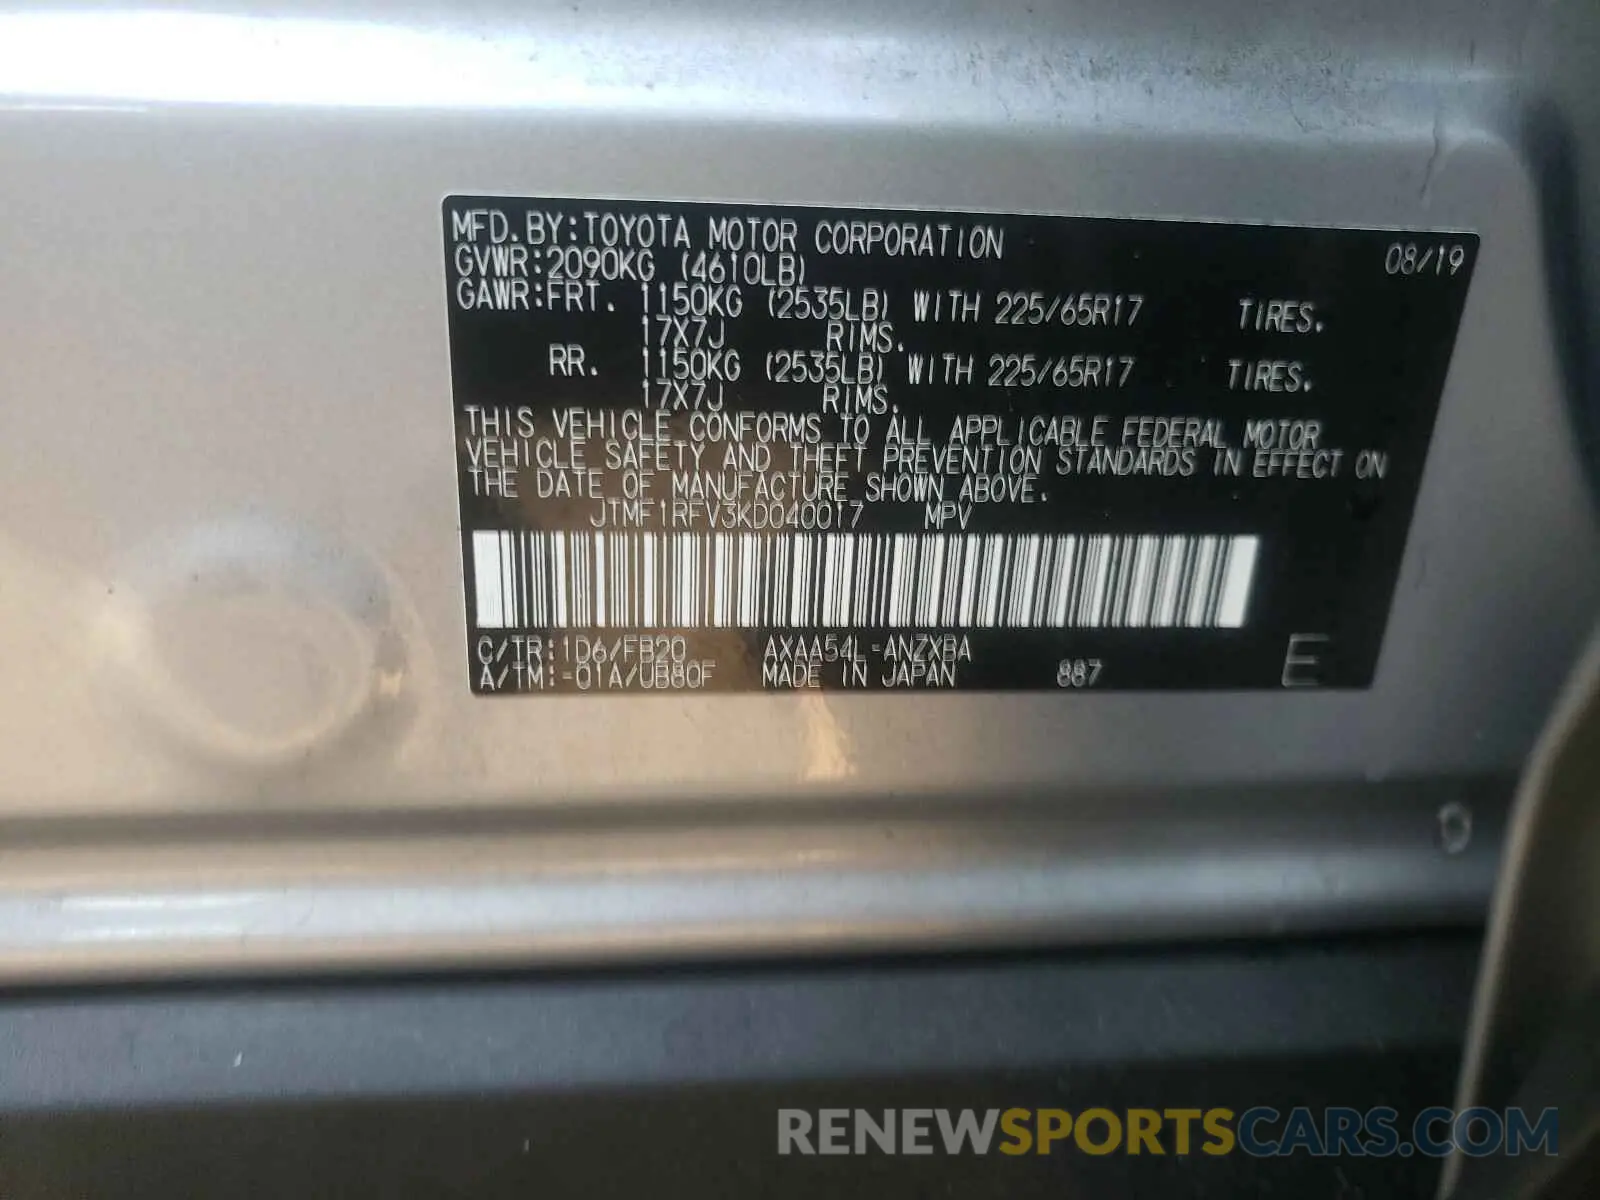 MFD. BY: TOYOTA MOTOR CORPORATION 08/19
GVWR: 2090KG (4610LB)
GAWR: FRT. 1150KG (2535LB) WITH 225/65R17 TIRES.
17X7J RIMS.
RR. 1150KG (2535LB) WITH 225/65R17 TIRES.
17X7J RIMS.
THIS VEHICLE CONFORMS TO ALL APPLICABLE FEDERAL MOTOR
VEHICLE SAFETY AND THEFT PREVENTION STANDARDS IN EFFECT ON
THE DATE OF MANUFACTURE SHOWN ABOVE.
JTMF1RFV3KD040017 MPV
C/TR: 1D6/FB20 AXAA54L-ANZXBA
A/TM: -01A/UB80F MADE IN JAPAN 887 E
RENEWSPORTSCARS.COM